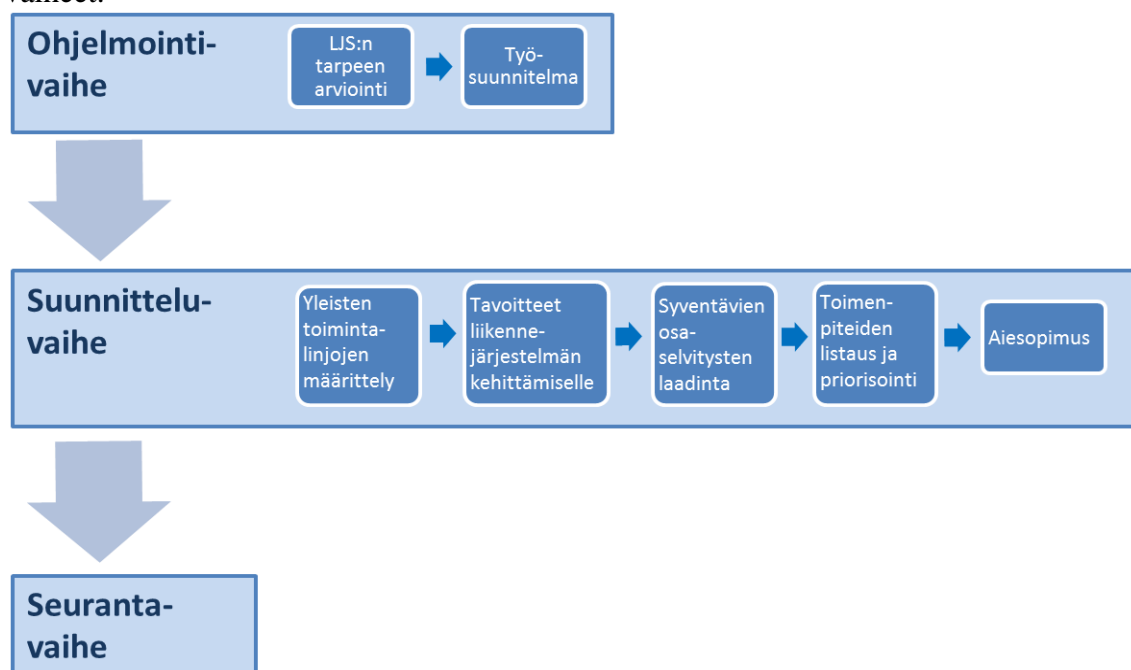 Ohjelmointi-
vaihe
LJS:n
tarpeen
arviointi
Työ-
suunnitelma
Suunnittelu-
vaihe
Yleisten
toiminta-
linjojen
määrittely
Tavoitteet
liikenne-
järjestelmän
kehittämiselle
Syventävien
osa-
selvitysten
laadinta
Toimen-
piteiden
listaus ja
priorisointi
Aiesopimus
Seuranta-
vaihe